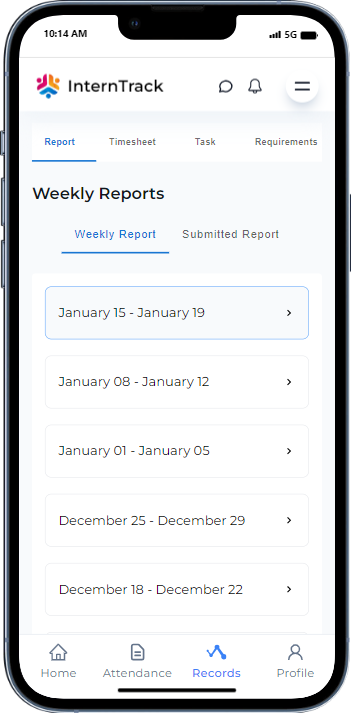 10:14 AM 5G
InternTrack
Report Timesheet Task Requirements
Weekly Reports
Weekly Report Submitted Report
January 15 - January 19
January 08 - January 12
January 01 - January 05
December 25 - December 29
December 18 - December 22
Home Attendance Records Profile